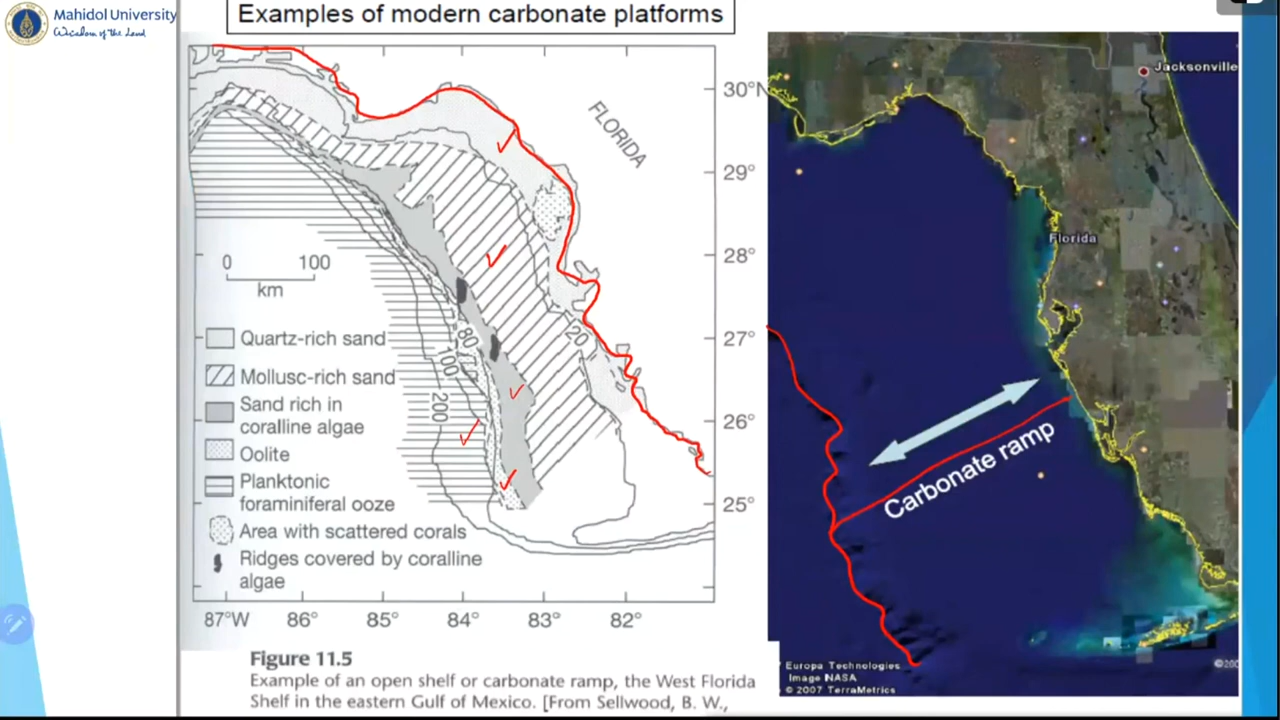 Mahidol University
Wisdom of the Land
Examples of modern carbonate platforms
30°N
29°
28°
27°
26°
25°
FLORIDA
0 100
km
20
80
100
200
Quartz-rich sand
Mollusc-rich sand
Sand rich in
coralline algae
Oolite
Planktonic
foraminiferal ooze
Area with scattered corals
Ridges covered by coralline
algae
87°W 86° 85° 84° 83° 82°
Figure 11.5
Example of an open shelf or carbonate ramp, the West Florida
Shelf in the eastern Gulf of Mexico. [From Sellwood, B. W.,
Jacksonville
Florida
Carbonate ramp
Europa Technologies
Image NASA
© 2007 TerraMetrics